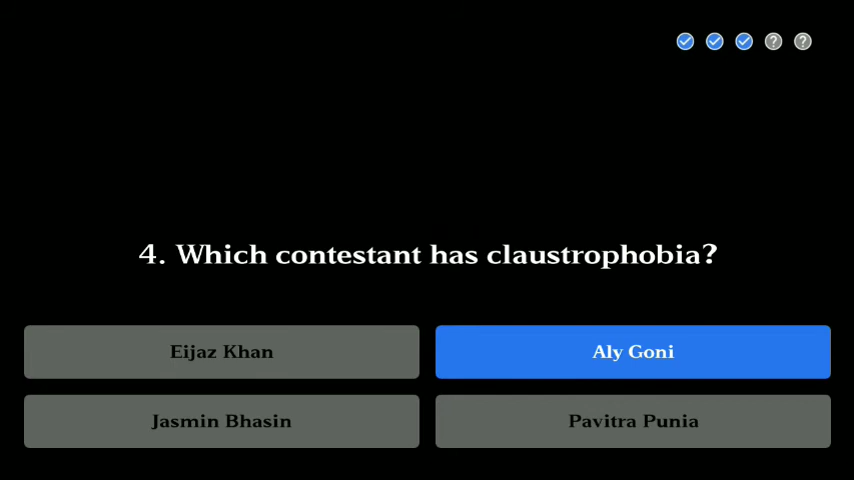 4. Which contestant has claustrophobia?
Eijaz Khan
Aly Goni
Jasmin Bhasin
Pavitra Punia